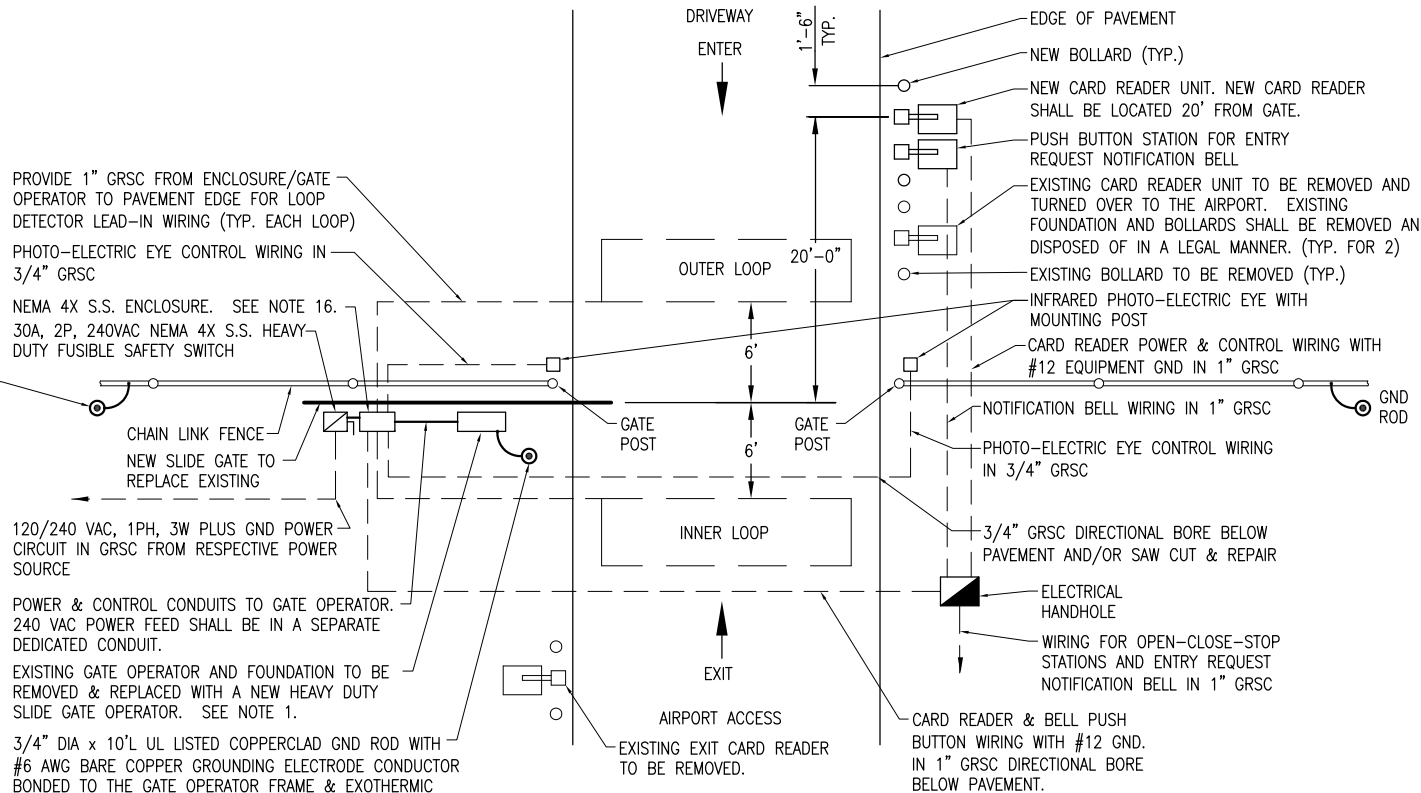 DRIVEWAY
ENTER
1'-6"
TYP.
EDGE OF PAVEMENT
NEW BOLLARD (TYP.)
NEW CARD READER UNIT. NEW CARD READER
SHALL BE LOCATED 20' FROM GATE.
PUSH BUTTON STATION FOR ENTRY
REQUEST NOTIFICATION BELL
EXISTING CARD READER UNIT TO BE REMOVED AND
TURNED OVER TO THE AIRPORT. EXISTING
FOUNDATION AND BOLLARDS SHALL BE REMOVED AN
DISPOSED OF IN A LEGAL MANNER. (TYP. FOR 2)
EXISTING BOLLARD TO BE REMOVED (TYP.)
INFRARED PHOTO-ELECTRIC EYE WITH
MOUNTING POST
CARD READER POWER & CONTROL WIRING WITH
#12 EQUIPMENT GND IN 1" GRSC
GND
ROD
NOTIFICATION BELL WIRING IN 1" GRSC
PHOTO-ELECTRIC EYE CONTROL WIRING
IN 3/4" GRSC
3/4" GRSC DIRECTIONAL BORE BELOW
PAVEMENT AND/OR SAW CUT & REPAIR
ELECTRICAL
HANDHOLE
WIRING FOR OPEN-CLOSE-STOP
STATIONS AND ENTRY REQUEST
NOTIFICATION BELL IN 1" GRSC
CARD READER & BELL PUSH
BUTTON WIRING WITH #12 GND.
IN 1" GRSC DIRECTIONAL BORE
BELOW PAVEMENT.
PROVIDE 1" GRSC FROM ENCLOSURE/GATE
OPERATOR TO PAVEMENT EDGE FOR LOOP
DETECTOR LEAD-IN WIRING (TYP. EACH LOOP)
PHOTO-ELECTRIC EYE CONTROL WIRING IN
3/4" GRSC
NEMA 4X S.S. ENCLOSURE. SEE NOTE 16.
30A, 2P, 240VAC NEMA 4X S.S. HEAVY
DUTY FUSIBLE SAFETY SWITCH
CHAIN LINK FENCE
NEW SLIDE GATE TO
REPLACE EXISTING
120/240 VAC, 1PH, 3W PLUS GND POWER
CIRCUIT IN GRSC FROM RESPECTIVE POWER
SOURCE
POWER & CONTROL CONDUITS TO GATE OPERATOR.
240 VAC POWER FEED SHALL BE IN A SEPARATE
DEDICATED CONDUIT.
EXISTING GATE OPERATOR AND FOUNDATION TO BE
REMOVED & REPLACED WITH A NEW HEAVY DUTY
SLIDE GATE OPERATOR. SEE NOTE 1.
3/4" DIA x 10'L UL LISTED COPPERCLAD GND ROD WITH
#6 AWG BARE COPPER GROUNDING ELECTRODE CONDUCTOR
BONDED TO THE GATE OPERATOR FRAME & EXOTHERMIC
OUTER LOOP
20'-0"
6'
GATE
POST
GATE
POST
6'
INNER LOOP
EXIT
AIRPORT ACCESS
EXISTING EXIT CARD READER
TO BE REMOVED.